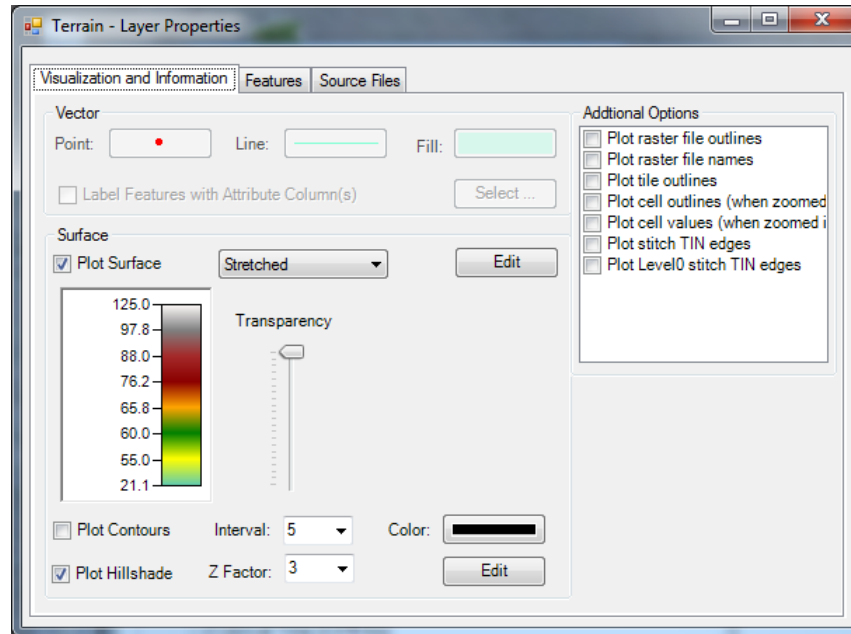 Terrain - Layer Properties
Visualization and Information Features Source Files
Vector
Point: Line: Fill:
Label Features with Attribute Column(s) Select ...
Surface
Plot Surface Stretched Edit
125.0
97.8
88.0
76.2
65.8
60.0
55.0
21.1
Transparency
Plot Contours Interval: 5 Color:
Plot Hillshade Z Factor: 3 Edit
Addtional Options
Plot raster file outlines
Plot raster file names
Plot tile outlines
Plot cell outlines (when zoomed
Plot cell values (when zoomed i
Plot stitch TIN edges
Plot Level0 stitch TIN edges